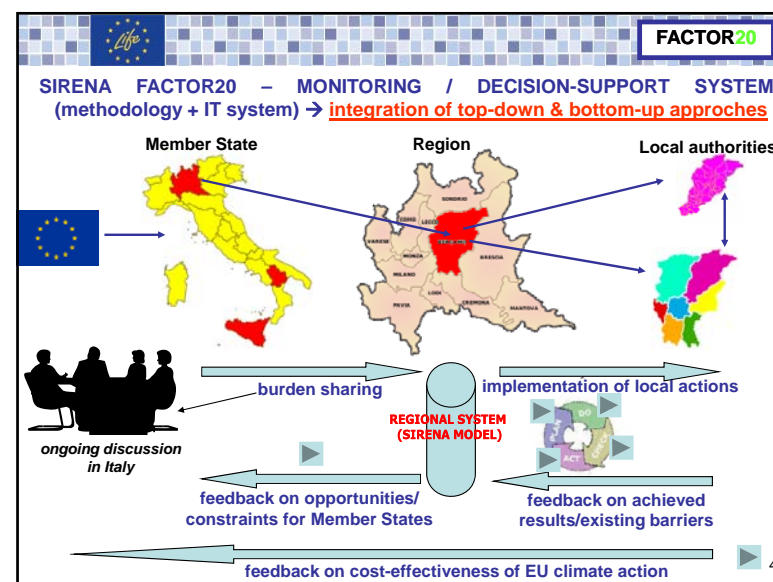 Life
FACTOR20
SIRENA FACTOR20 – MONITORING / DECISION-SUPPORT SYSTEM
(methodology + IT system) → integration of top-down & bottom-up approches
Member State
Region
Local authorities
SONDRIO
COMO
LECCO
VARESE
MONZA
BRESCIA
MILANO
LODI
PAVIA
CREMONA
MANTOVA
burden sharing
implementation of local actions
REGIONAL SYSTEM
(SIRENA MODEL)
PLAN
DO
CHECK
ACT
ongoing discussion
in Italy
feedback on opportunities/
constraints for Member States
feedback on achieved
results/existing barriers
feedback on cost-effectiveness of EU climate action